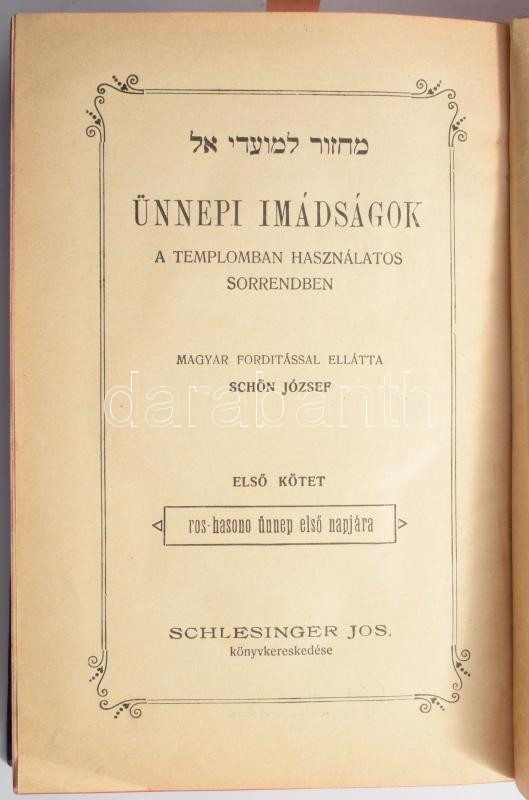 מחזור למועדי אל
ÜNNEPI IMÁDSÁGOK
A TEMPLOMBAN HASZNÁLATOS
SORRENDBEN
MAGYAR FORDITÁSSAL ELLÁTTA
SCHÖN JÓZSEF
darabanth
ELSŐ KÖTET
ros-hasono ünnep első napjára
SCHLESINGER JOS.
könyvkereskedése